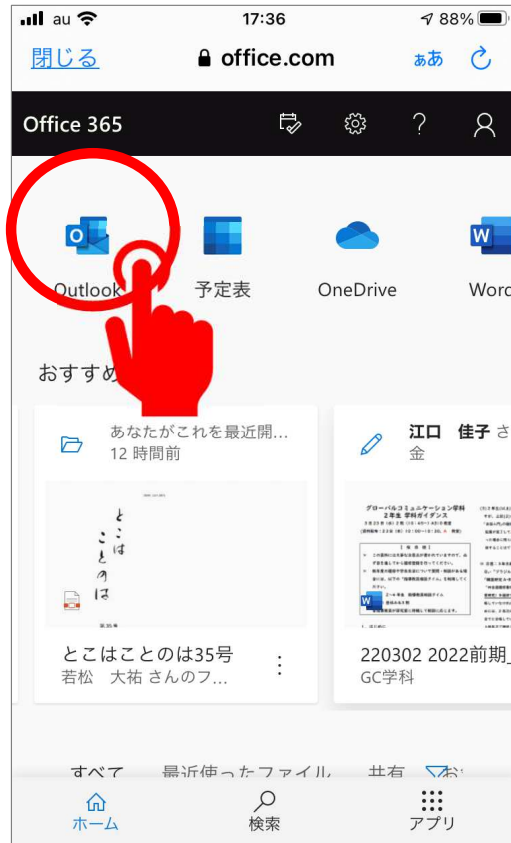 au 17:36 88%
閉じる office.com ぁあ
Office 365
Outlook 予定表 OneDrive Word
おすすめ
あなたがこれを最近開...
12 時間前
江口 佳子 さ
金
とこは
ことのは
グローバルコミュニケーション学科
2年生 学科ガイダンス
とこはことのは35号
若松 大祐 さんのフ...
220302 2022前期_
GC学科
すべて 最近使ったファイル 共有 お
ホーム 検索 アプリ